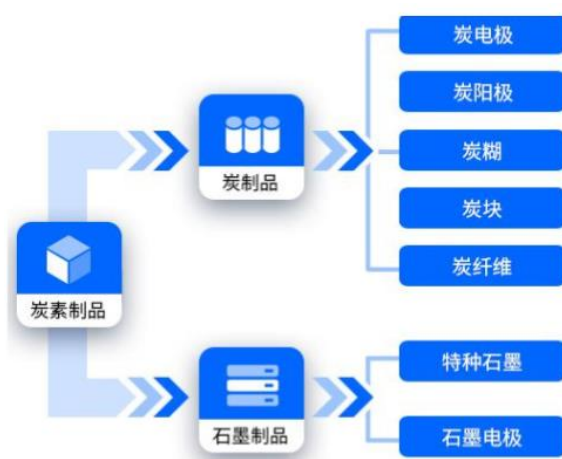 炭电极
炭阳极
炭糊
炭制品
炭块
炭纤维
炭素制品
特种石墨
石墨制品
石墨电极